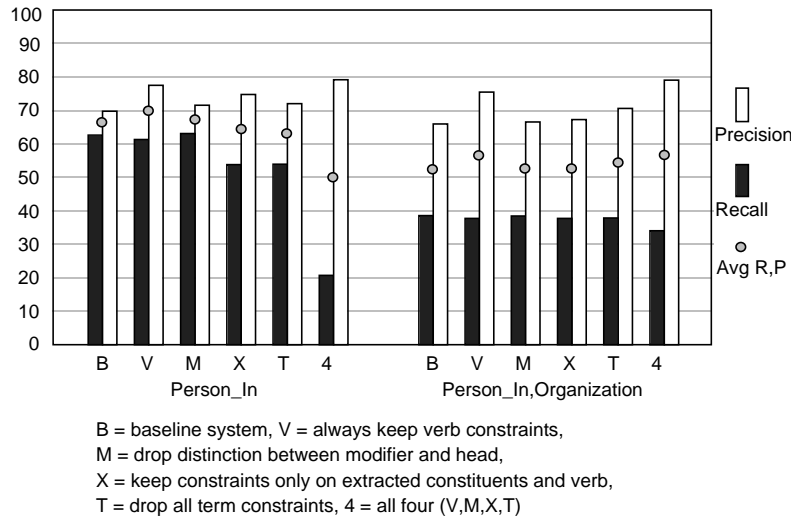 100
90
80
70
60
50
40
30
20
10
0
B V M X T 4
B V M X T 4
Person_In
Person_In,Organization
Precision
Recall
Avg R,P
B = baseline system, V = always keep verb constraints,
M = drop distinction between modifier and head,
X = keep constraints only on extracted constituents and verb,
T = drop all term constraints, 4 = all four (V,M,X,T)